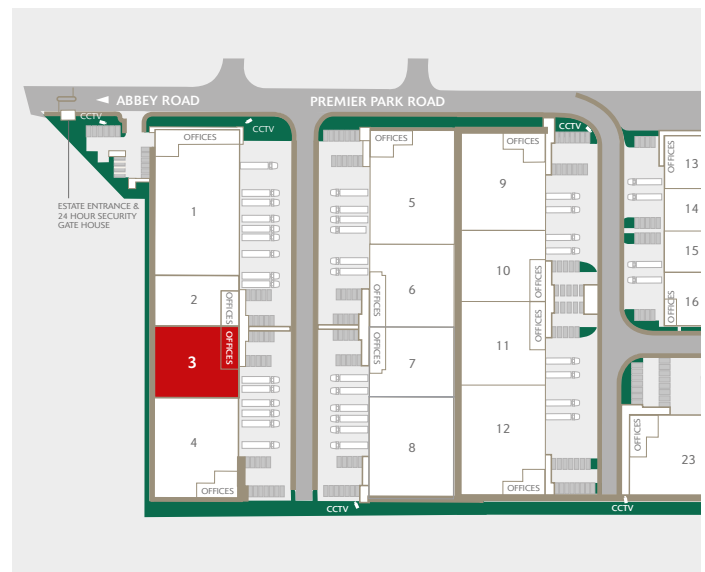 ABBEY ROAD
PREMIER PARK ROAD
CCTV
CCTV
CCTV
OFFICES
OFFICES
OFFICES
OFFICES
13
1
5
9
14
ESTATE ENTRANCE &
24 HOUR SECURITY
GATE HOUSE
15
2
6
10
16
OFFICES
OFFICES
OFFICES
OFFICES
3
OFFICES
7
OFFICES
11
OFFICES
4
8
12
OFFICES
23
OFFICES
OFFICES
CCTV
CCTV